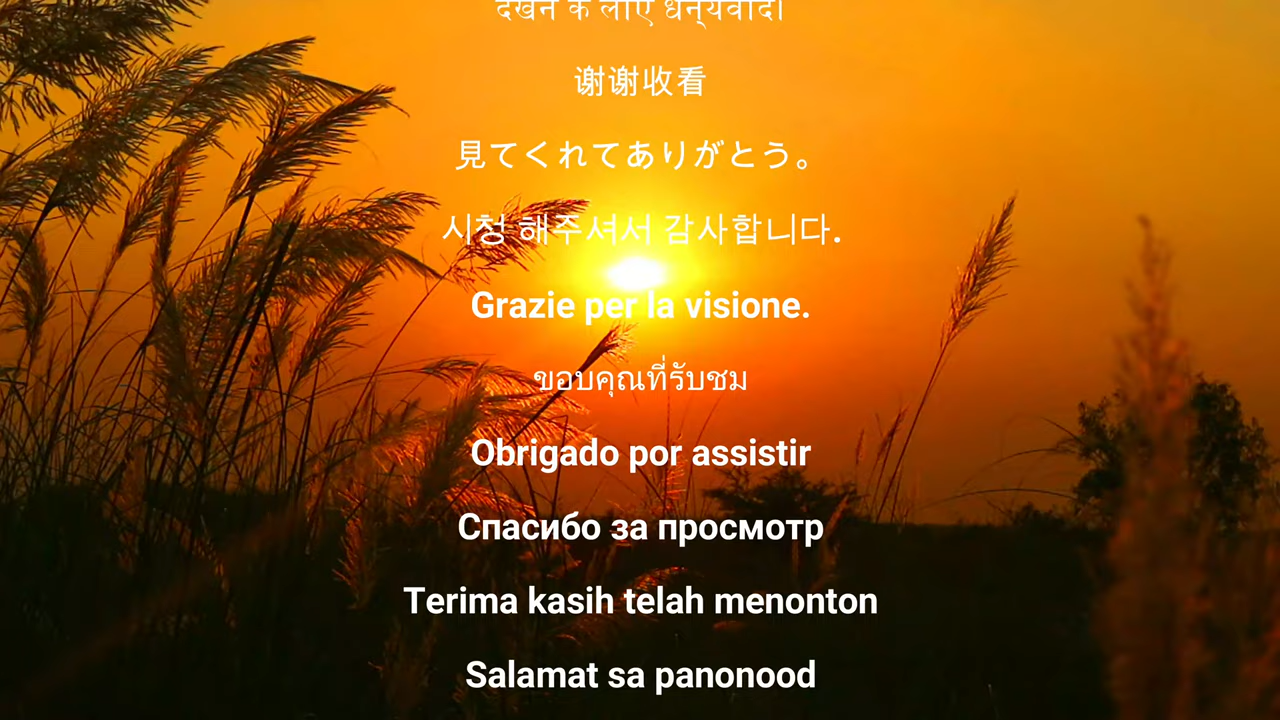 देखने के लिए धन्यवाद।
谢谢收看
見てくれてありがとう。
시청 해주셔서 감사합니다.
Grazie per la visione.
ขอบคุณที่รับชม
Obrigado por assistir
Спасибо за просмотр
Terima kasih telah menonton
Salamat sa panonood